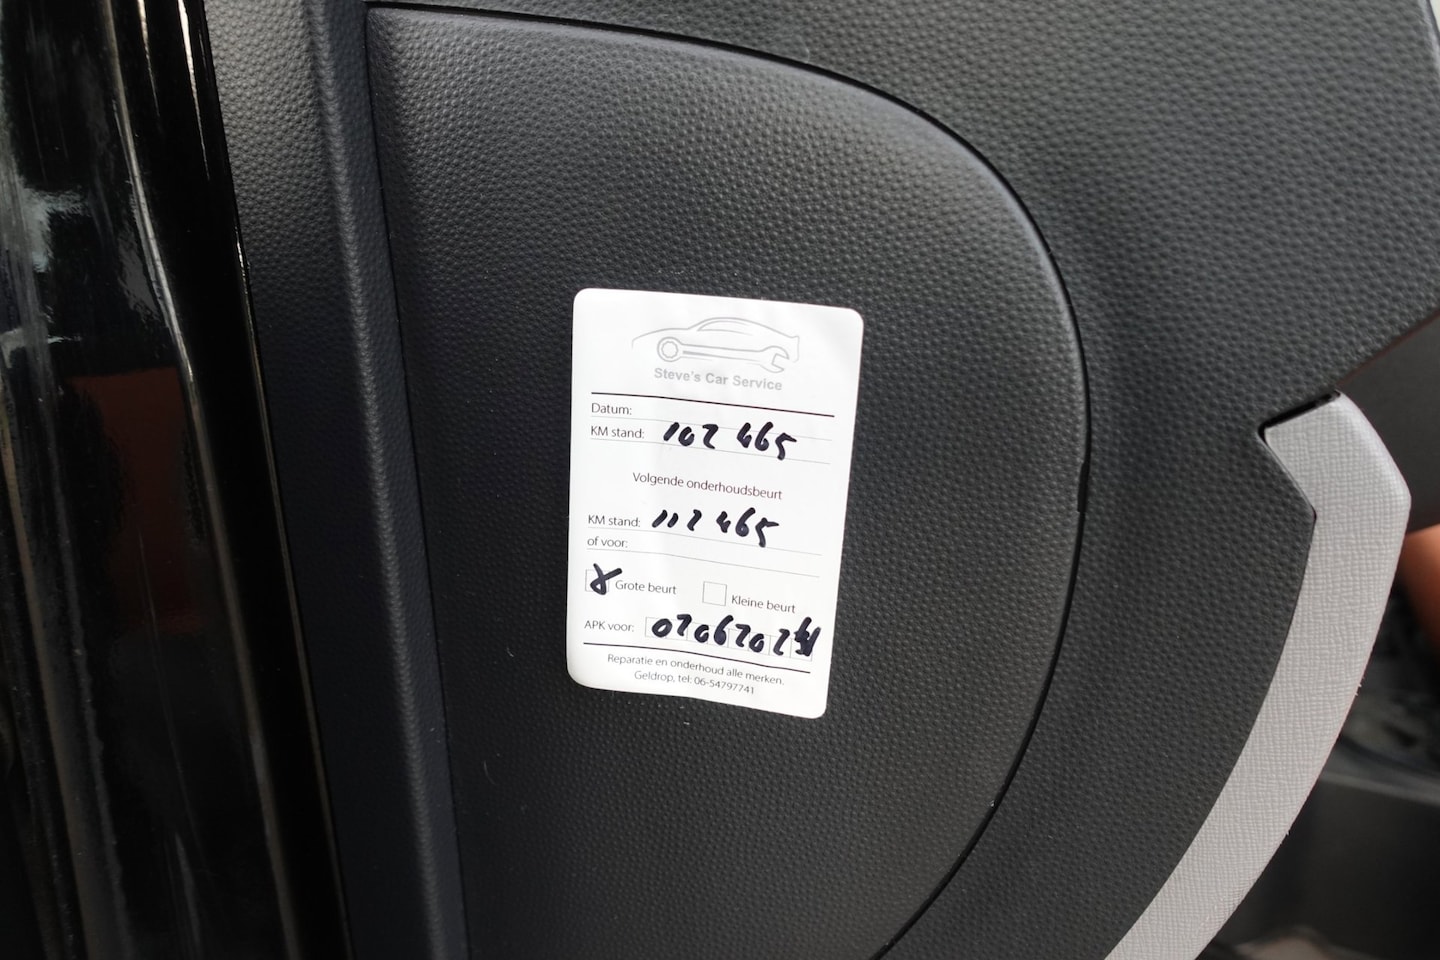 Steve's Car Service
Datum:
KM stand: 102 465
Volgende onderhoudsbeurt
KM stand: 112 465
of voor:
X Grote beurt Kleine beurt
APK voor: 0206202
Reparatie en onderhoud alle merken.
Geldrop, tel: 06-54797741